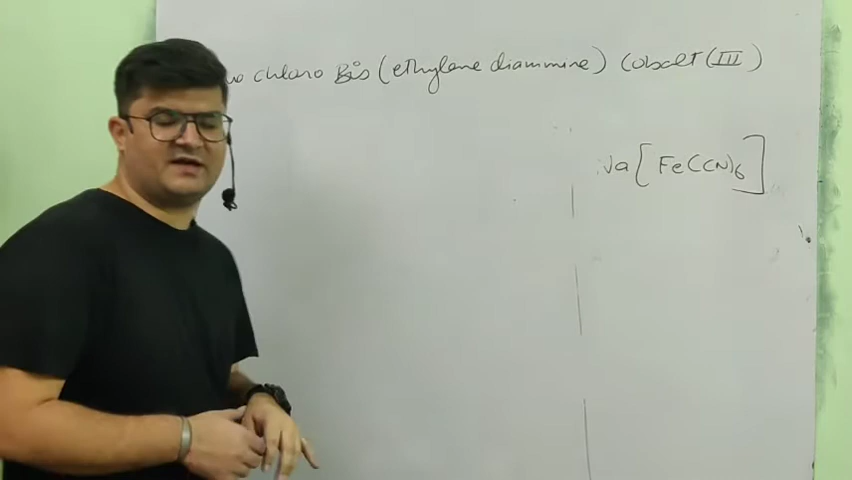 chloro Bis (ethylene diammine) Cobalt (III)
Na [Fe(CN)6]